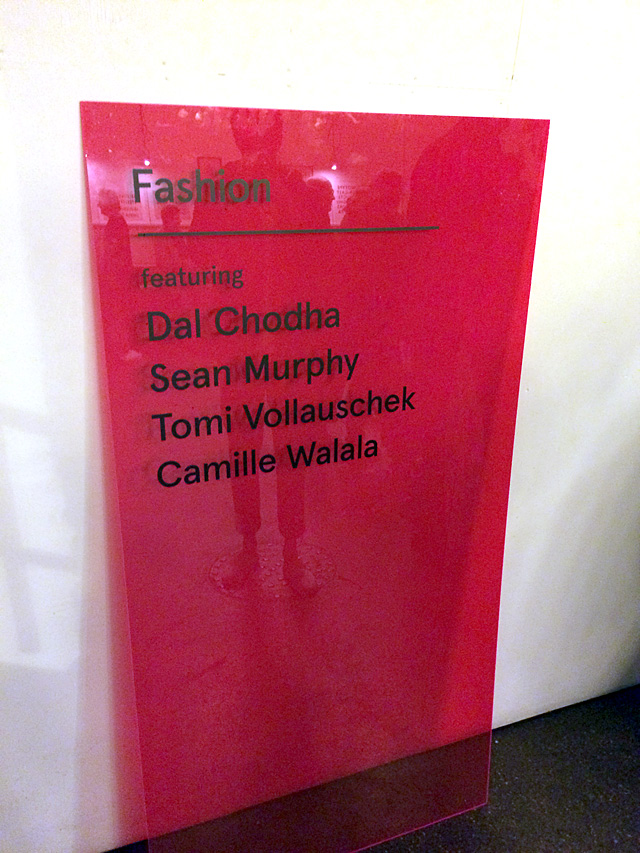 Fashion
featuring
Dal Chodha
Sean Murphy
Tomi Vollauschek
Camille Walala